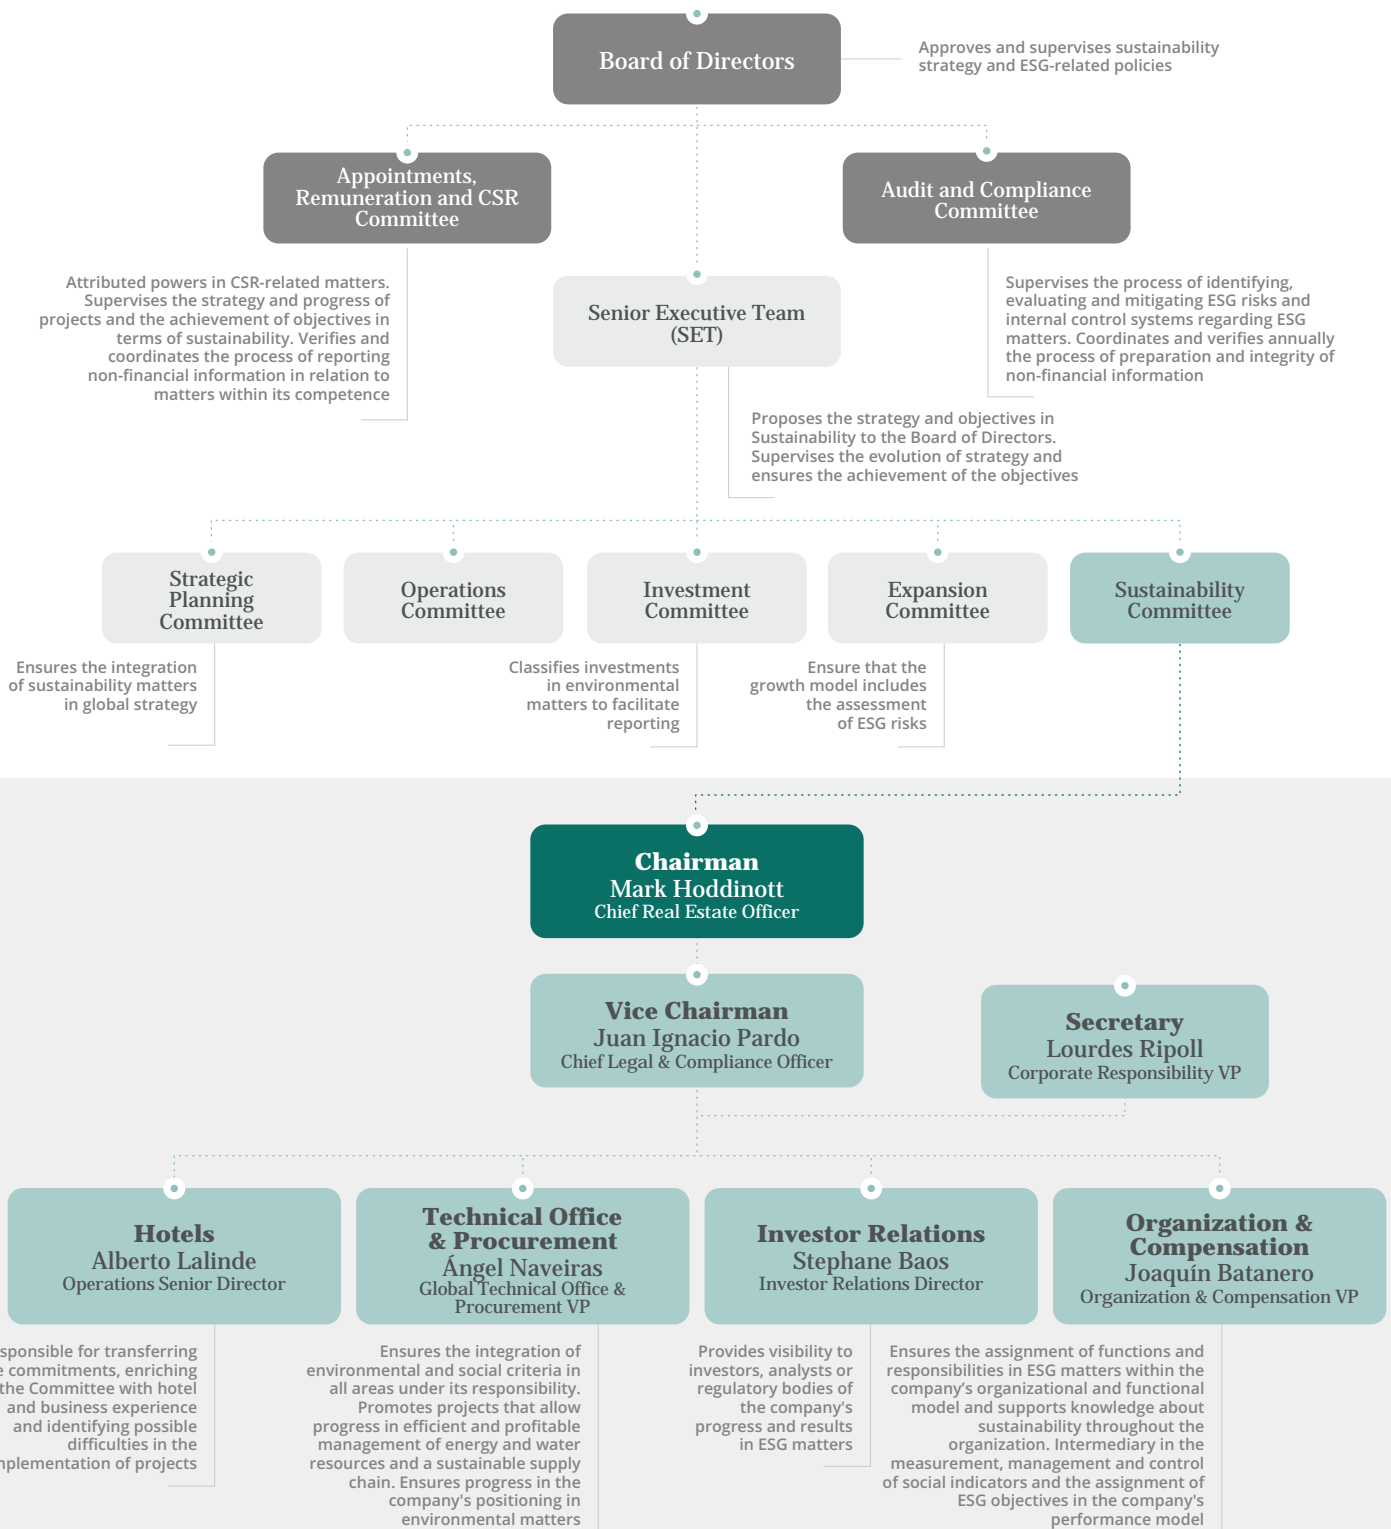 Board of Directors
Approves and supervises sustainability
strategy and ESG-related policies
Appointments,
Remuneration and CSR
Committee
Audit and Compliance
Committee
Attributed powers in CSR-related matters.
Supervises the strategy and progress of
projects and the achievement of objectives in
terms of sustainability. Verifies and
coordinates the process of reporting
non-financial information in relation to
matters within its competence
Senior Executive Team
(SET)
Supervises the process of identifying,
evaluating and mitigating ESG risks and
internal control systems regarding ESG
matters. Coordinates and verifies annually
the process of preparation and integrity of
non-financial information
Proposes the strategy and objectives in
Sustainability to the Board of Directors.
Supervises the evolution of strategy and
ensures the achievement of the objectives
Strategic
Planning
Committee
Operations
Committee
Investment
Committee
Expansion
Committee
Sustainability
Committee
Ensures the integration
of sustainability matters
in global strategy
Classifies investments
in environmental
matters to facilitate
reporting
Ensure that the
growth model includes
the assessment
of ESG risks
Chairman
Mark Hoddinott
Chief Real Estate Officer
Vice Chairman
Juan Ignacio Pardo
Chief Legal & Compliance Officer
Secretary
Lourdes Ripoll
Corporate Responsibility VP
Hotels
Alberto Lalinde
Operations Senior Director
Technical Office
& Procurement
Ángel Naveiras
Global Technical Office &
Procurement VP
Investor Relations
Stephane Baos
Investor Relations Director
Organization &
Compensation
Joaquín Batanero
Organization & Compensation VP
for transferring
commitments, enriching
the Committee with hotel
and business experience
and identifying possible
difficulties in the
of projects
Ensures the integration of
environmental and social criteria in
all areas under its responsibility.
Promotes projects that allow
progress in efficient and profitable
management of energy and water
resources and a sustainable supply
chain. Ensures progress in the
company's positioning in
environmental matters
Provides visibility to
investors, analysts or
regulatory bodies of
the company's
progress and results
in ESG matters
Ensures the assignment of functions and
responsibilities in ESG matters within the
company’s organizational and functional
model and supports knowledge about
sustainability throughout the
organization. Intermediary in the
measurement, management and control
of social indicators and the assignment of
ESG objectives in the company's
performance model